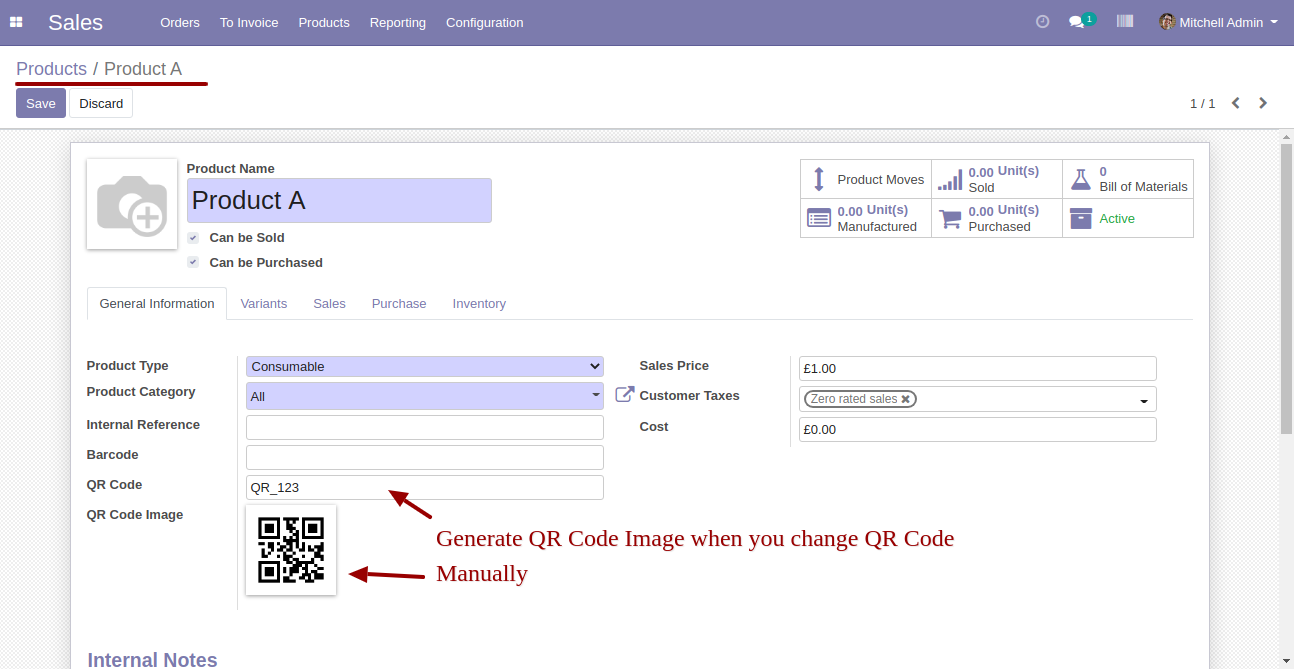 Sales Orders To Invoice Products Reporting Configuration 1 Mitchell Admin
Products / Product A
Save Discard 1 / 1
Product Name
Product A
Can be Sold
Can be Purchased
Product Moves
0.00 Unit(s)
Sold
0
Bill of Materials
0.00 Unit(s)
Manufactured
0.00 Unit(s)
Purchased
Active
General Information Variants Sales Purchase Inventory
Product Type Consumable
Product Category All
Internal Reference
Barcode
QR Code QR_123
QR Code Image
Sales Price £1.00
Customer Taxes Zero rated sales
Cost £0.00
Generate QR Code Image when you change QR Code
Manually
Internal Notes